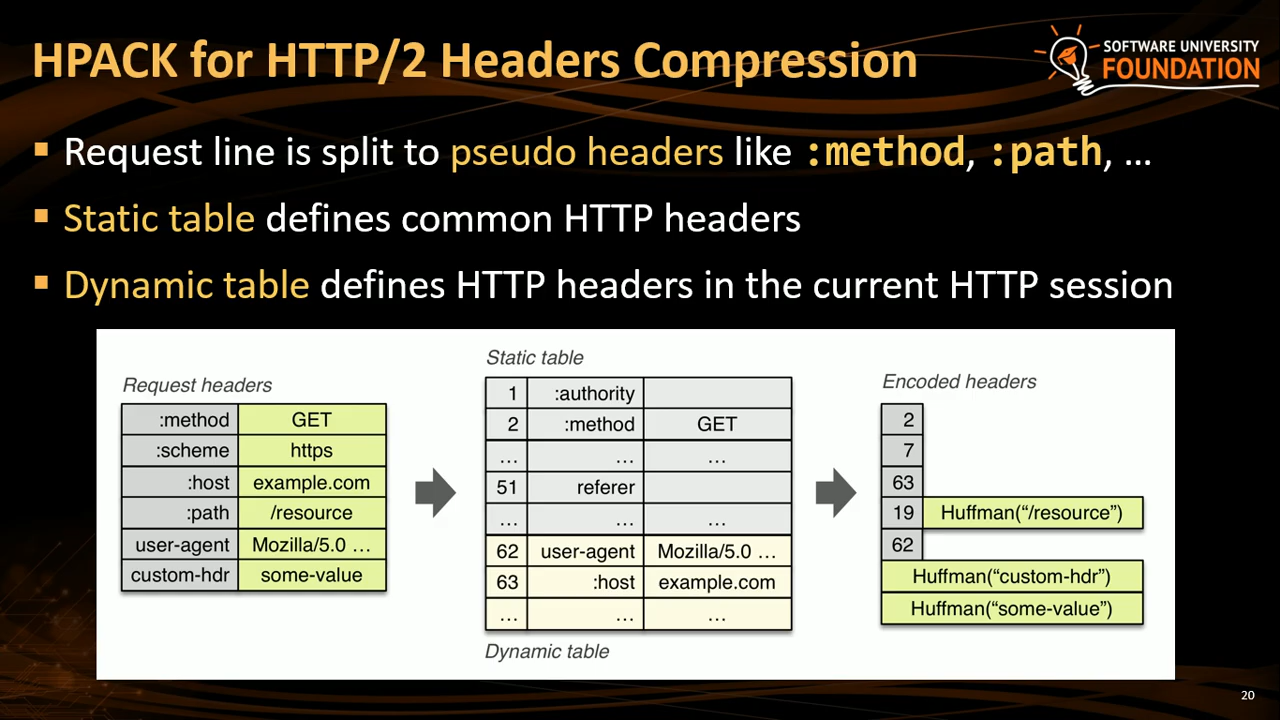 HPACK for HTTP/2 Headers Compression
SOFTWARE UNIVERSITY
FOUNDATION
▪ Request line is split to pseudo headers like :method, :path, …
▪ Static table defines common HTTP headers
▪ Dynamic table defines HTTP headers in the current HTTP session
Request headers
:method GET
:scheme https
:host example.com
:path /resource
user-agent Mozilla/5.0 …
custom-hdr some-value
Static table
1 :authority
2 :method GET
… … …
51 referer
… … …
62 user-agent Mozilla/5.0 …
63 :host example.com
… … …
Dynamic table
Encoded headers
2
7
63
19 Huffman(“/resource”)
62
Huffman(“custom-hdr”)
Huffman(“some-value”)
20